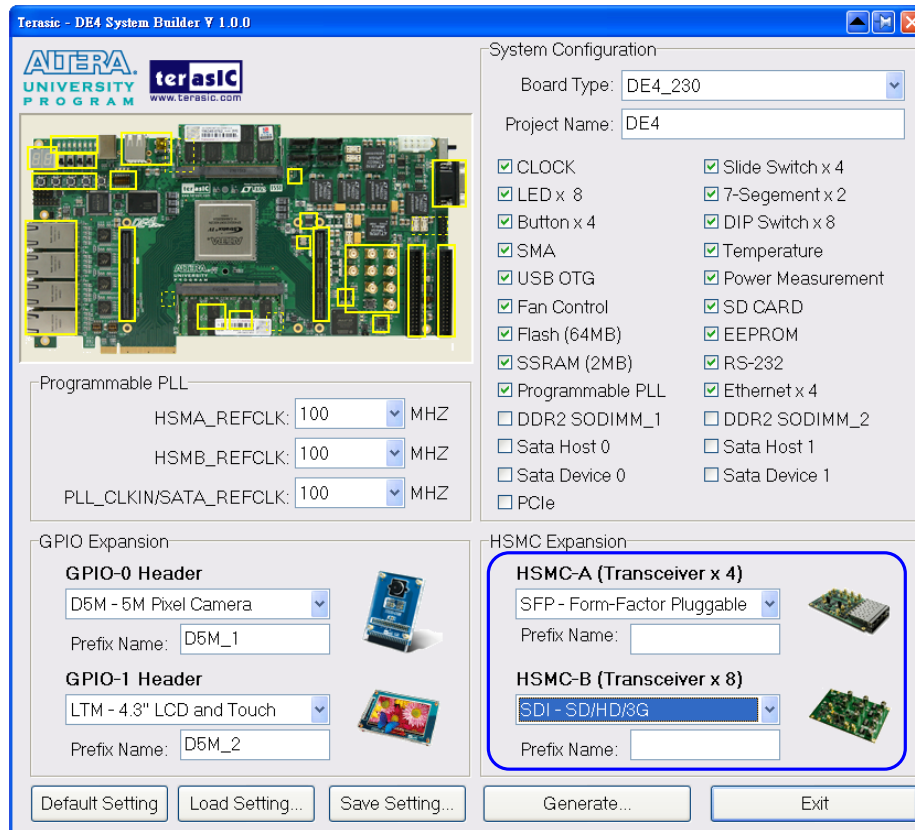 Terasic - DE4 System Builder V 1.0.0
ALTERA.
UNIVERSITY
PROGRAM
terasIC
www.terasic.com
System Configuration
Board Type: DE4_230
Project Name: DE4
CLOCK
Slide Switch x 4
LED x 8
7-Segement x 2
Button x 4
DIP Switch x 8
SMA
Temperature
USB OTG
Power Measurement
Fan Control
SD CARD
Flash (64MB)
EEPROM
SSRAM (2MB)
RS-232
Programmable PLL
Ethernet x 4
DDR2 SODIMM_1
DDR2 SODIMM_2
Sata Host 0
Sata Host 1
Sata Device 0
Sata Device 1
PCIe
Programmable PLL
HSMA_REFCLK: 100 MHZ
HSMB_REFCLK: 100 MHZ
PLL_CLKIN/SATA_REFCLK: 100 MHZ
GPIO Expansion
GPIO-0 Header
D5M - 5M Pixel Camera
Prefix Name: D5M_1
GPIO-1 Header
LTM - 4.3" LCD and Touch
Prefix Name: D5M_2
HSMC Expansion
HSMC-A (Transceiver x 4)
SFP - Form-Factor Pluggable
Prefix Name:
HSMC-B (Transceiver x 8)
SDI - SD/HD/3G
Prefix Name:
Default Setting
Load Setting...
Save Setting...
Generate...
Exit